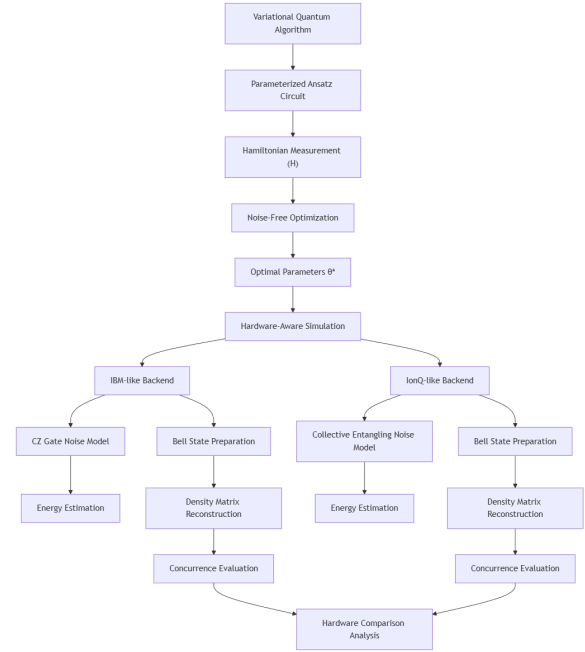 Variational Quantum
Algorithm
Parameterized Ansatz
Circuit
Hamiltonian Measurement
(H)
Noise-Free Optimization
Optimal Parameters θ*
Hardware-Aware Simulation
IBM-like Backend
IonQ-like Backend
CZ Gate Noise Model
Bell State Preparation
Collective Entangling Noise
Model
Bell State Preparation
Energy Estimation
Density Matrix
Reconstruction
Energy Estimation
Density Matrix
Reconstruction
Concurrence Evaluation
Concurrence Evaluation
Hardware Comparison
Analysis